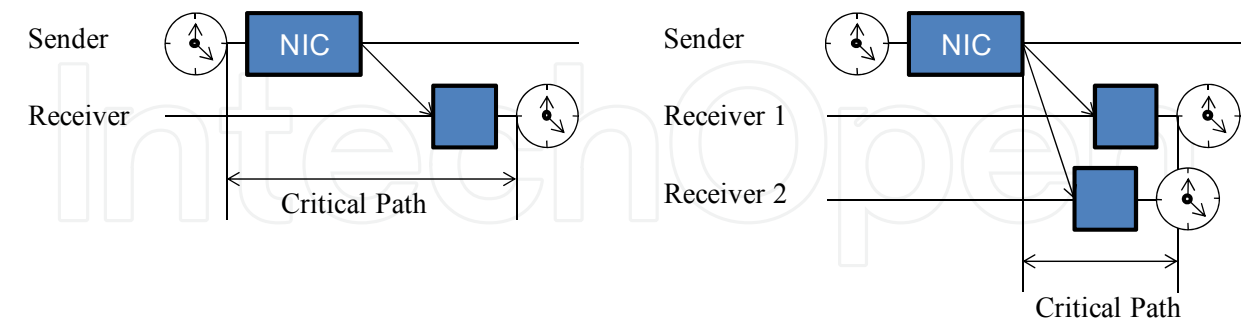 Sender
NIC
Receiver
Critical Path
Sender
NIC
Receiver 1
Receiver 2
Critical Path
IntechOpen